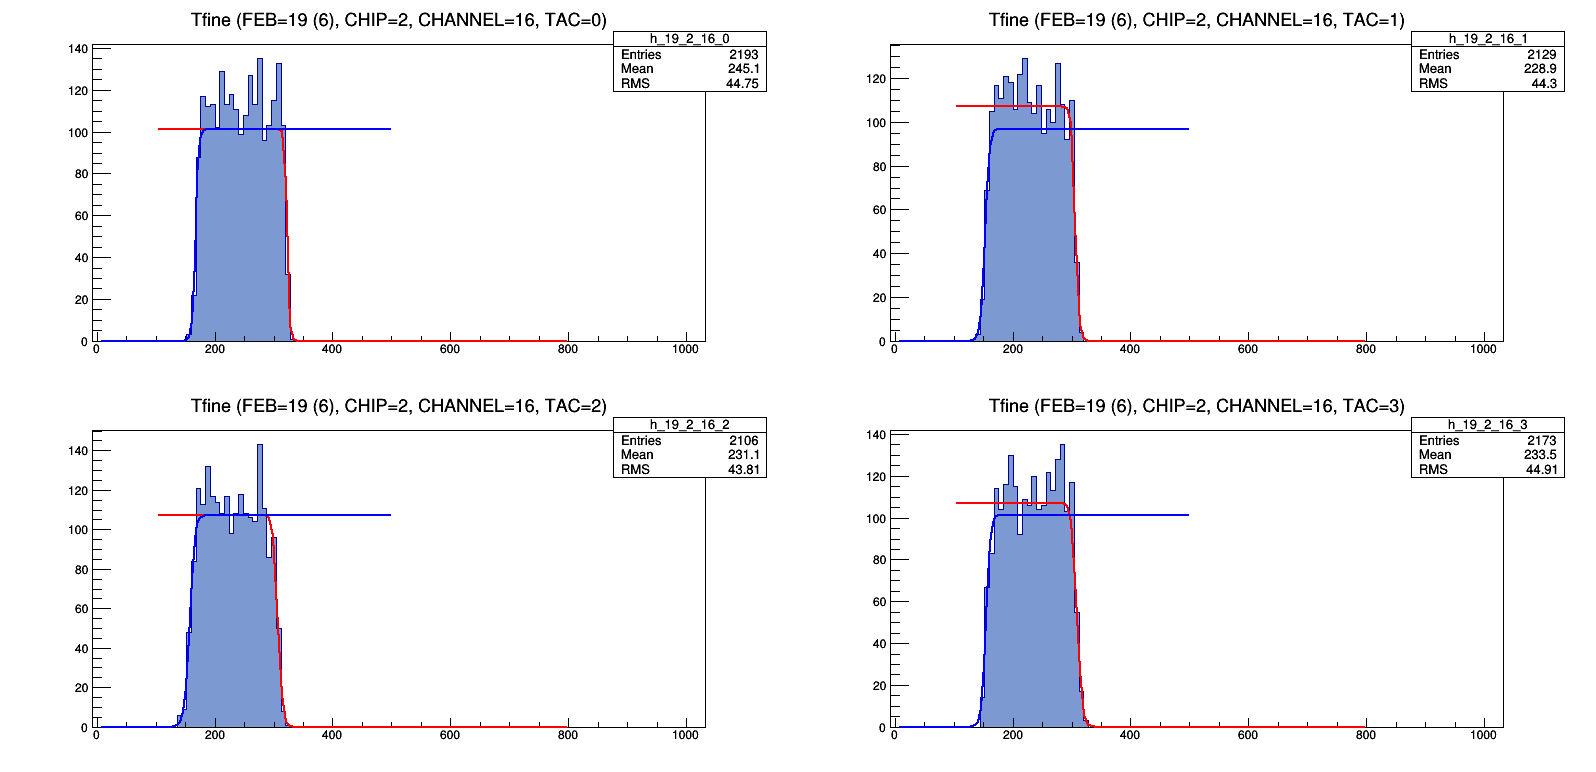 Tfine (FEB=19 (6), CHIP=2, CHANNEL=16, TAC=0)
h_19_2_16_0
Entries 2193
Mean 245.1
RMS 44.75
140
120
100
80
60
40
20
0
0 200 400 600 800 1000
Tfine (FEB=19 (6), CHIP=2, CHANNEL=16, TAC=1)
h_19_2_16_1
Entries 2129
Mean 228.9
RMS 44.3
120
100
80
60
40
20
0
0 200 400 600 800 1000
Tfine (FEB=19 (6), CHIP=2, CHANNEL=16, TAC=2)
h_19_2_16_2
Entries 2106
Mean 231.1
RMS 43.81
140
120
100
80
60
40
20
0
0 200 400 600 800 1000
Tfine (FEB=19 (6), CHIP=2, CHANNEL=16, TAC=3)
h_19_2_16_3
Entries 2173
Mean 233.5
RMS 44.91
140
120
100
80
60
40
20
0
0 200 400 600 800 1000